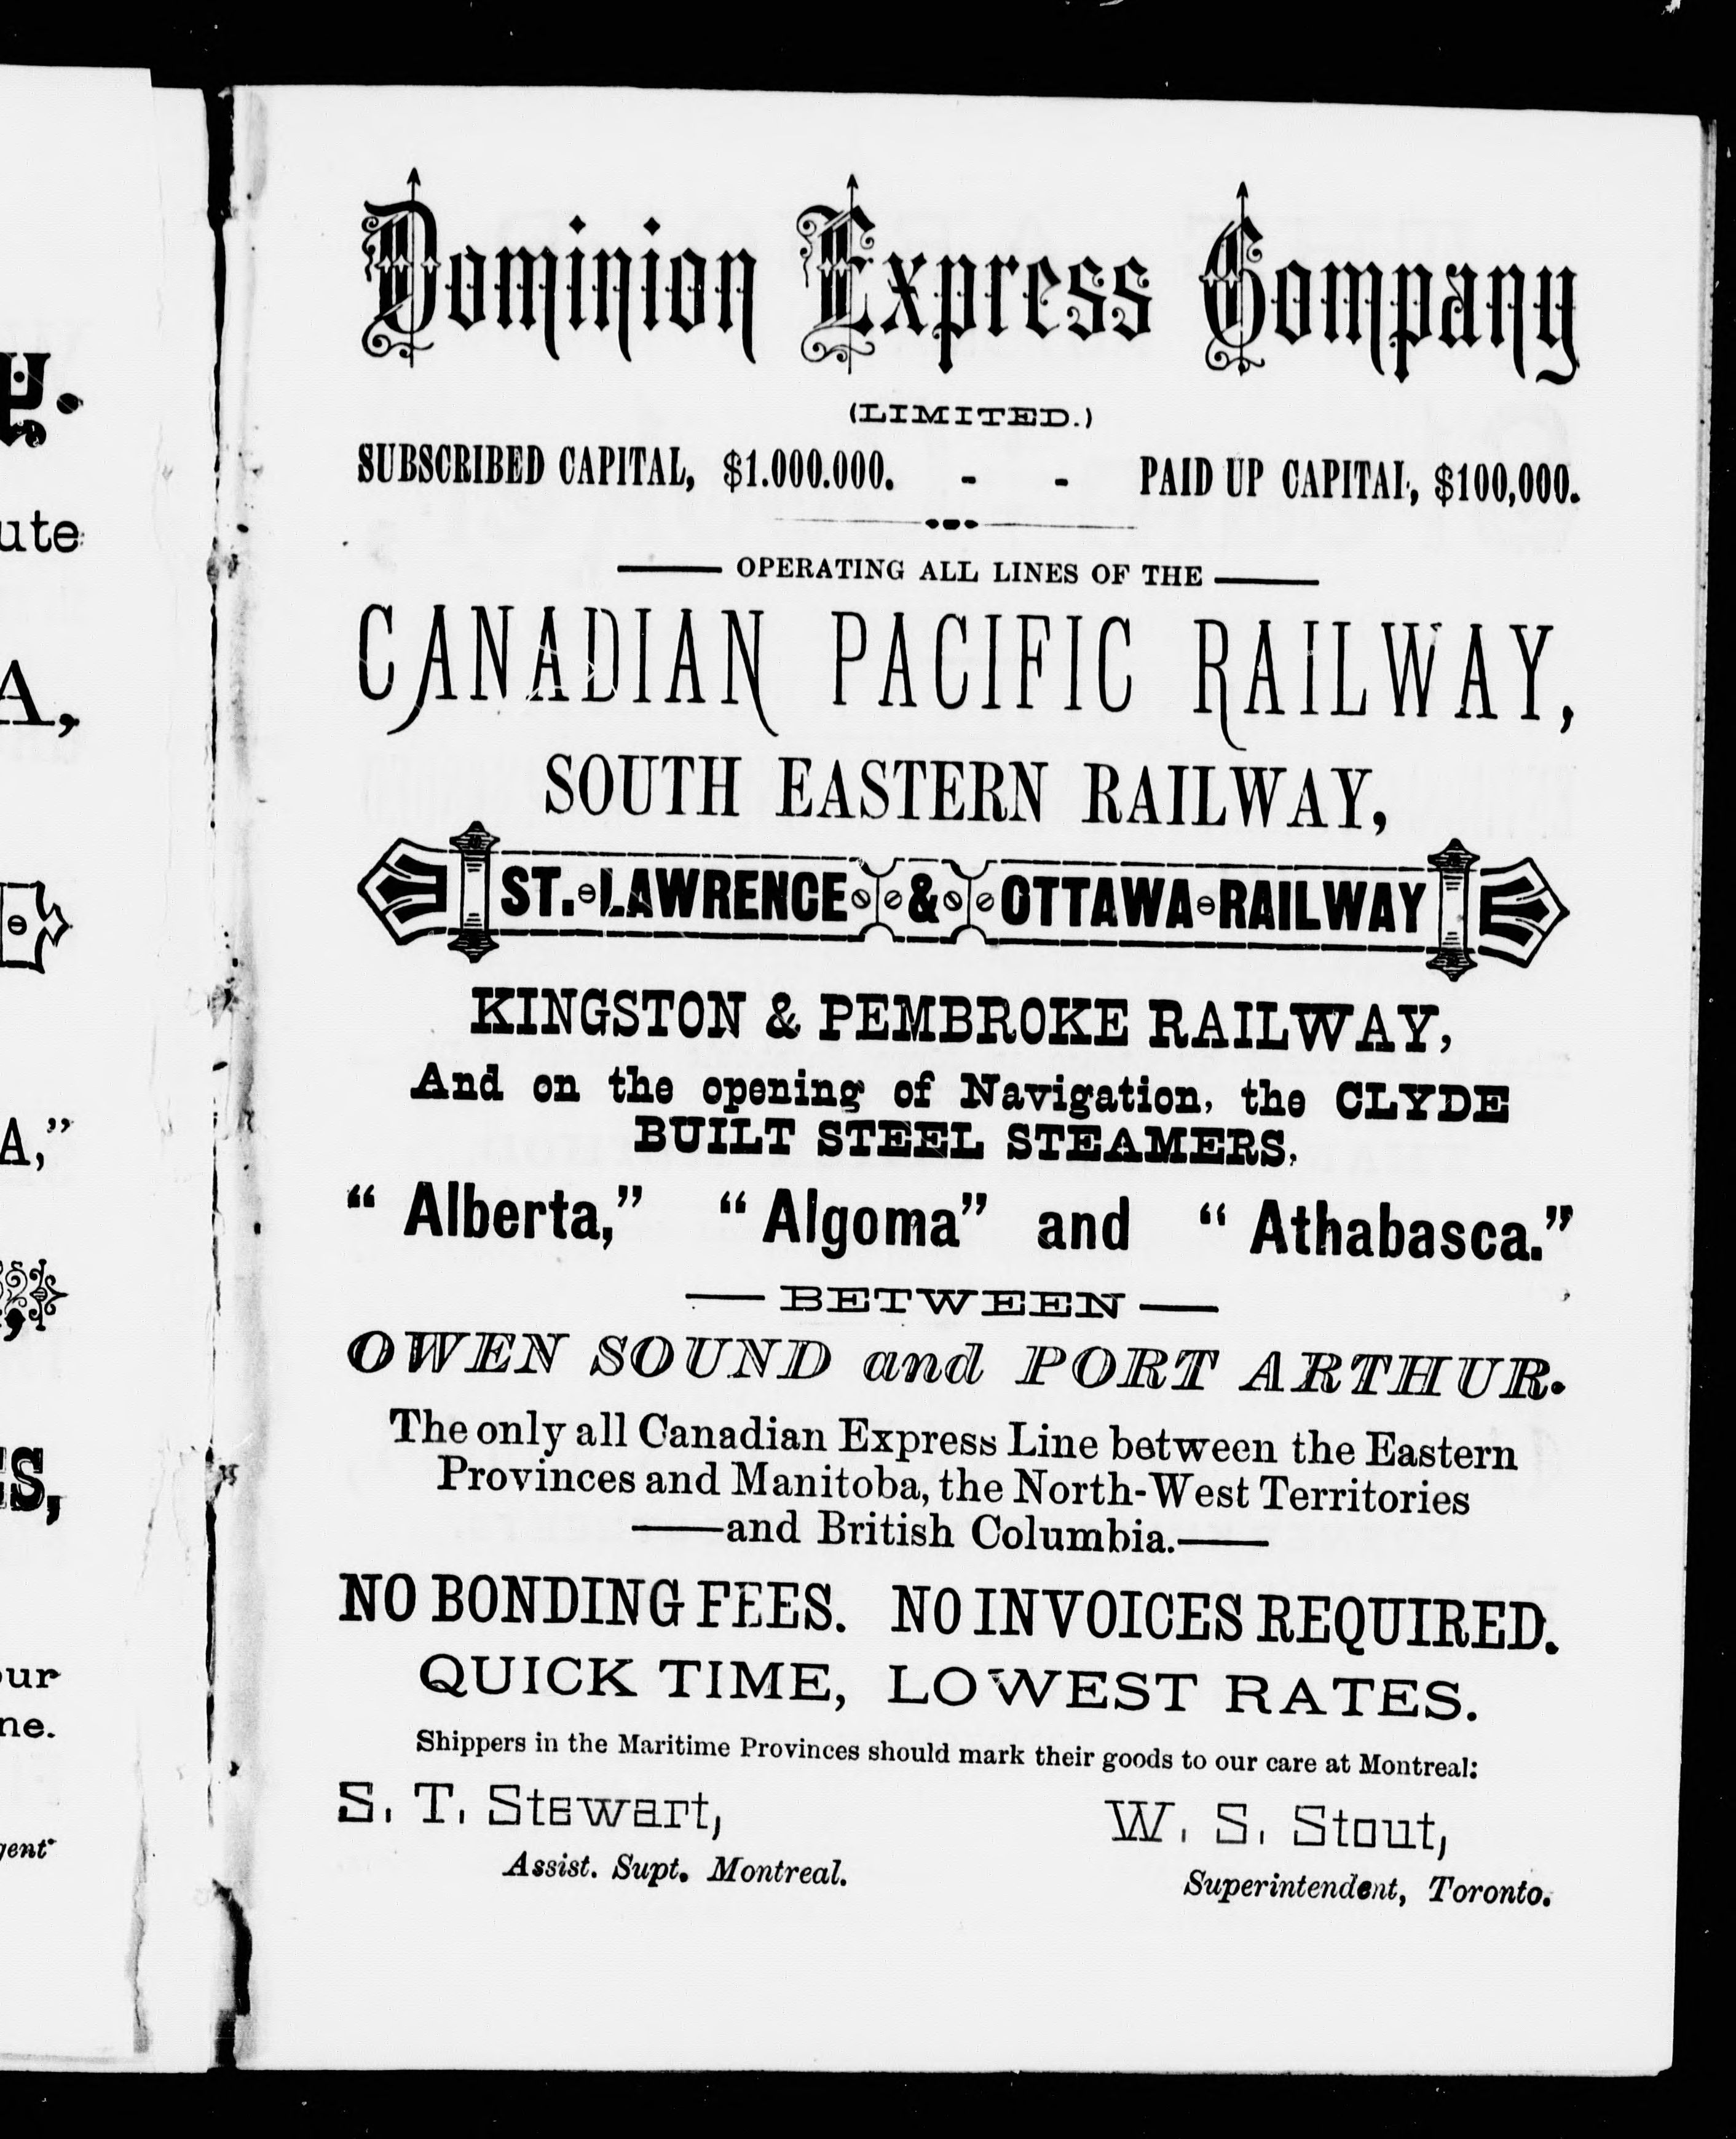 Dominion Express Company
(LIMITED.)
SUBSCRIBED CAPITAL, $1.000.000. - - PAID UP CAPITAL, $100,000.
OPERATING ALL LINES OF THE
CANADIAN PACIFIC RAILWAY,
SOUTH EASTERN RAILWAY,
ST. LAWRENCE & OTTAWA RAILWAY
KINGSTON & PEMBROKE RAILWAY,
And on the opening of Navigation, the CLYDE
BUILT STEEL STEAMERS,
“ Alberta,” “ Algoma” and “ Athabasca.”
BETWEEN
OWEN SOUND and PORT ARTHUR.
The only all Canadian Express Line between the Eastern
Provinces and Manitoba, the North-West Territories
—and British Columbia.—
NO BONDING FEES. NO INVOICES REQUIRED.
QUICK TIME, LOWEST RATES.
Shippers in the Maritime Provinces should mark their goods to our care at Montreal:
S. T. Stewart,
Assist. Supt. Montreal.
W. S. Stout,
Superintendent, Toronto.